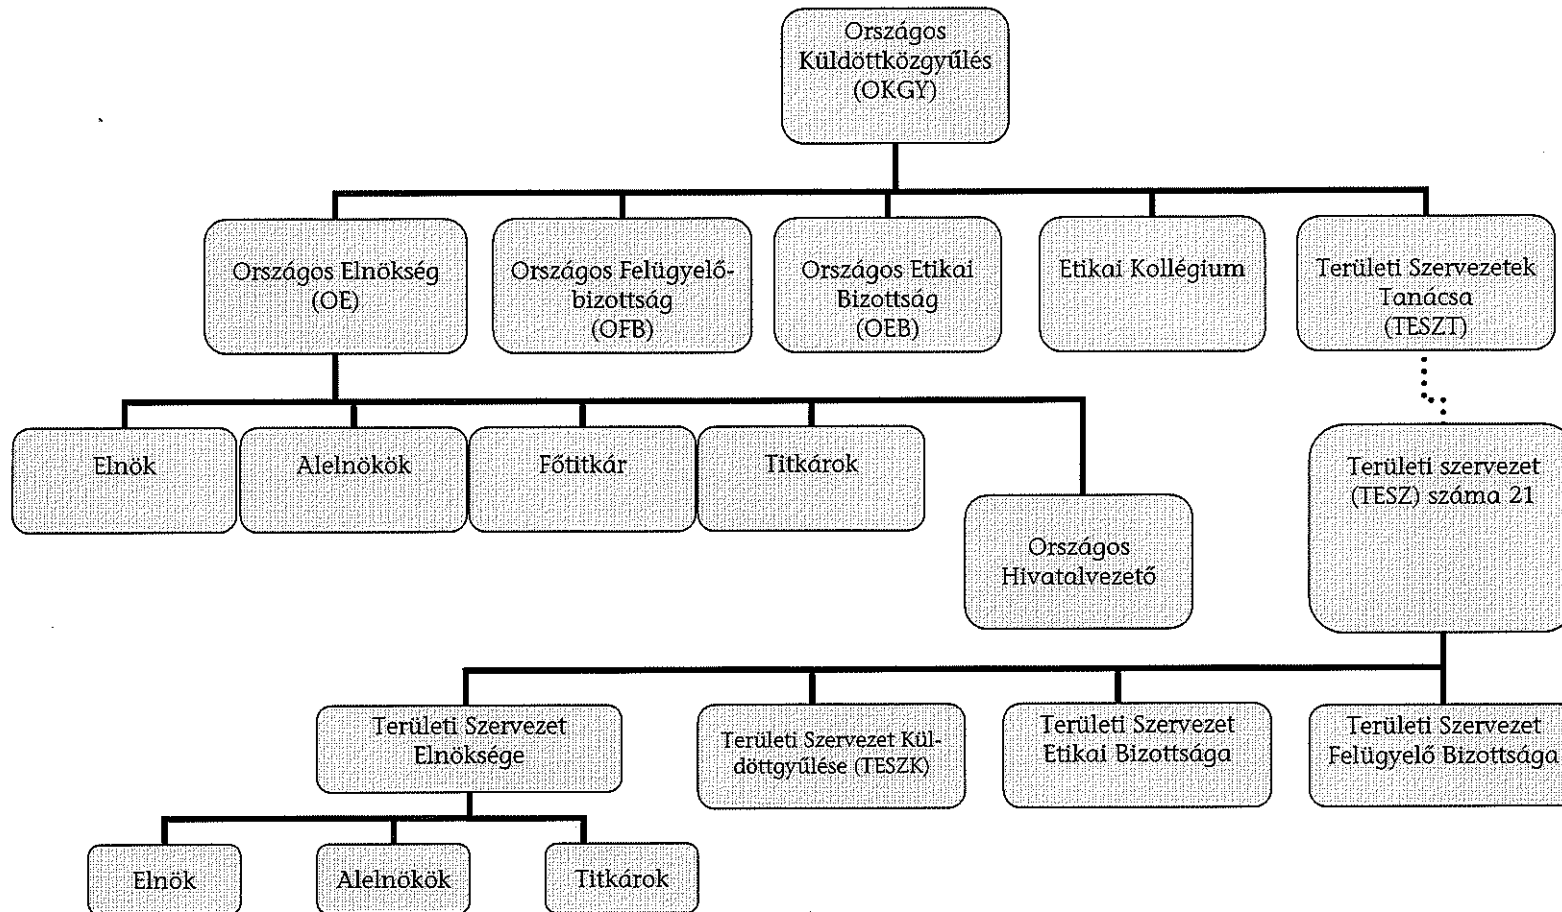 Országos
Küldöttközgyűlés
(OKGY)
Országos Elnökség
(OE)
Országos Felügyelő-
bizottság
(OFB)
Országos Etikai
Bizottság
(OEB)
Etikai Kollégium
Területi Szervezetek
Tanácsa
(TESZT)
Elnök
Alelnökök
Főtitkár
Titkárok
Országos
Hivatalvezető
Területi szervezet
(TESZ) száma 21
Területi Szervezet
Elnöksége
Területi Szervezet Kül-
döttgyűlése (TESZK)
Területi Szervezet
Etikai Bizottsága
Területi Szervezet
Felügyelő Bizottsága
Elnök
Alelnökök
Titkárok